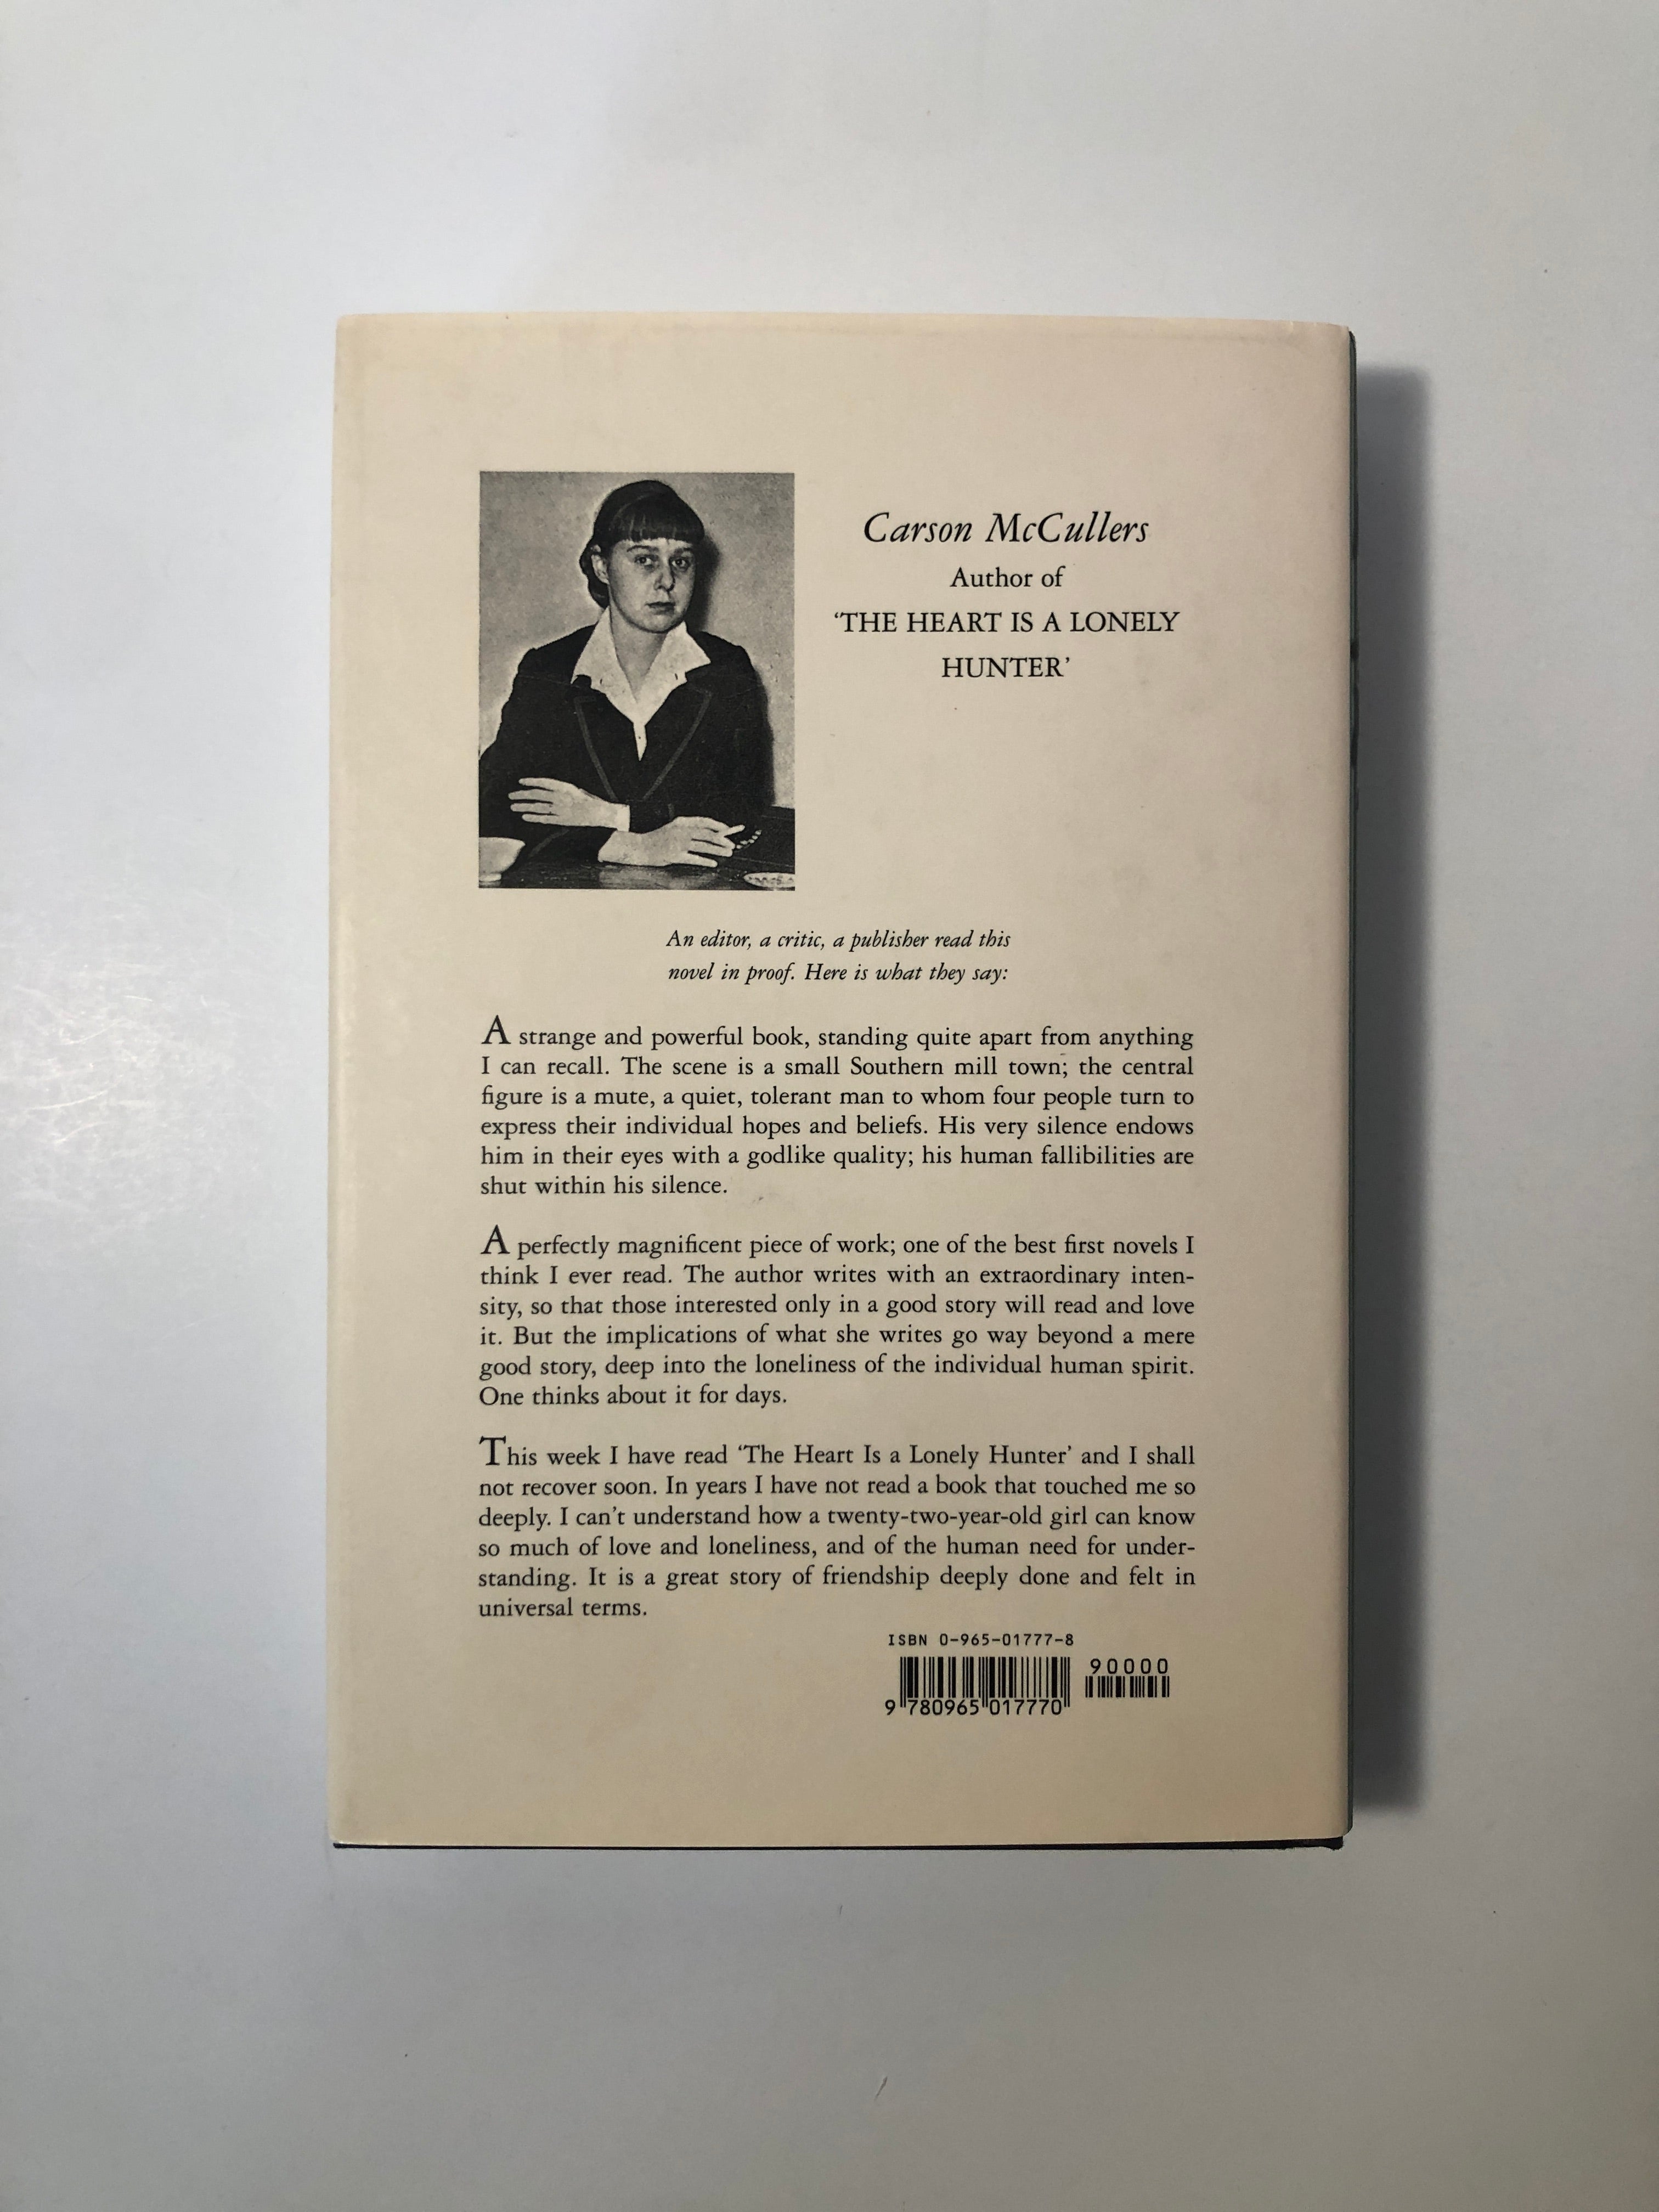 Carson McCullers
Author of
‘THE HEART IS A LONELY
HUNTER’
An editor, a critic, a publisher read this
novel in proof. Here is what they say:
A strange and powerful book, standing quite apart from anything
I can recall. The scene is a small Southern mill town; the central
figure is a mute, a quiet, tolerant man to whom four people turn to
express their individual hopes and beliefs. His very silence endows
him in their eyes with a godlike quality; his human fallibilities are
shut within his silence.
A perfectly magnificent piece of work; one of the best first novels I
think I ever read. The author writes with an extraordinary inten-
sity, so that those interested only in a good story will read and love
it. But the implications of what she writes go way beyond a mere
good story, deep into the loneliness of the individual human spirit.
One thinks about it for days.
This week I have read ‘The Heart Is a Lonely Hunter’ and I shall
not recover soon. In years I have not read a book that touched me so
deeply. I can’t understand how a twenty-two-year-old girl can know
so much of love and loneliness, and of the human need for under-
standing. It is a great story of friendship deeply done and felt in
universal terms.
ISBN 0-965-01777-8
90000
9 780965 017770